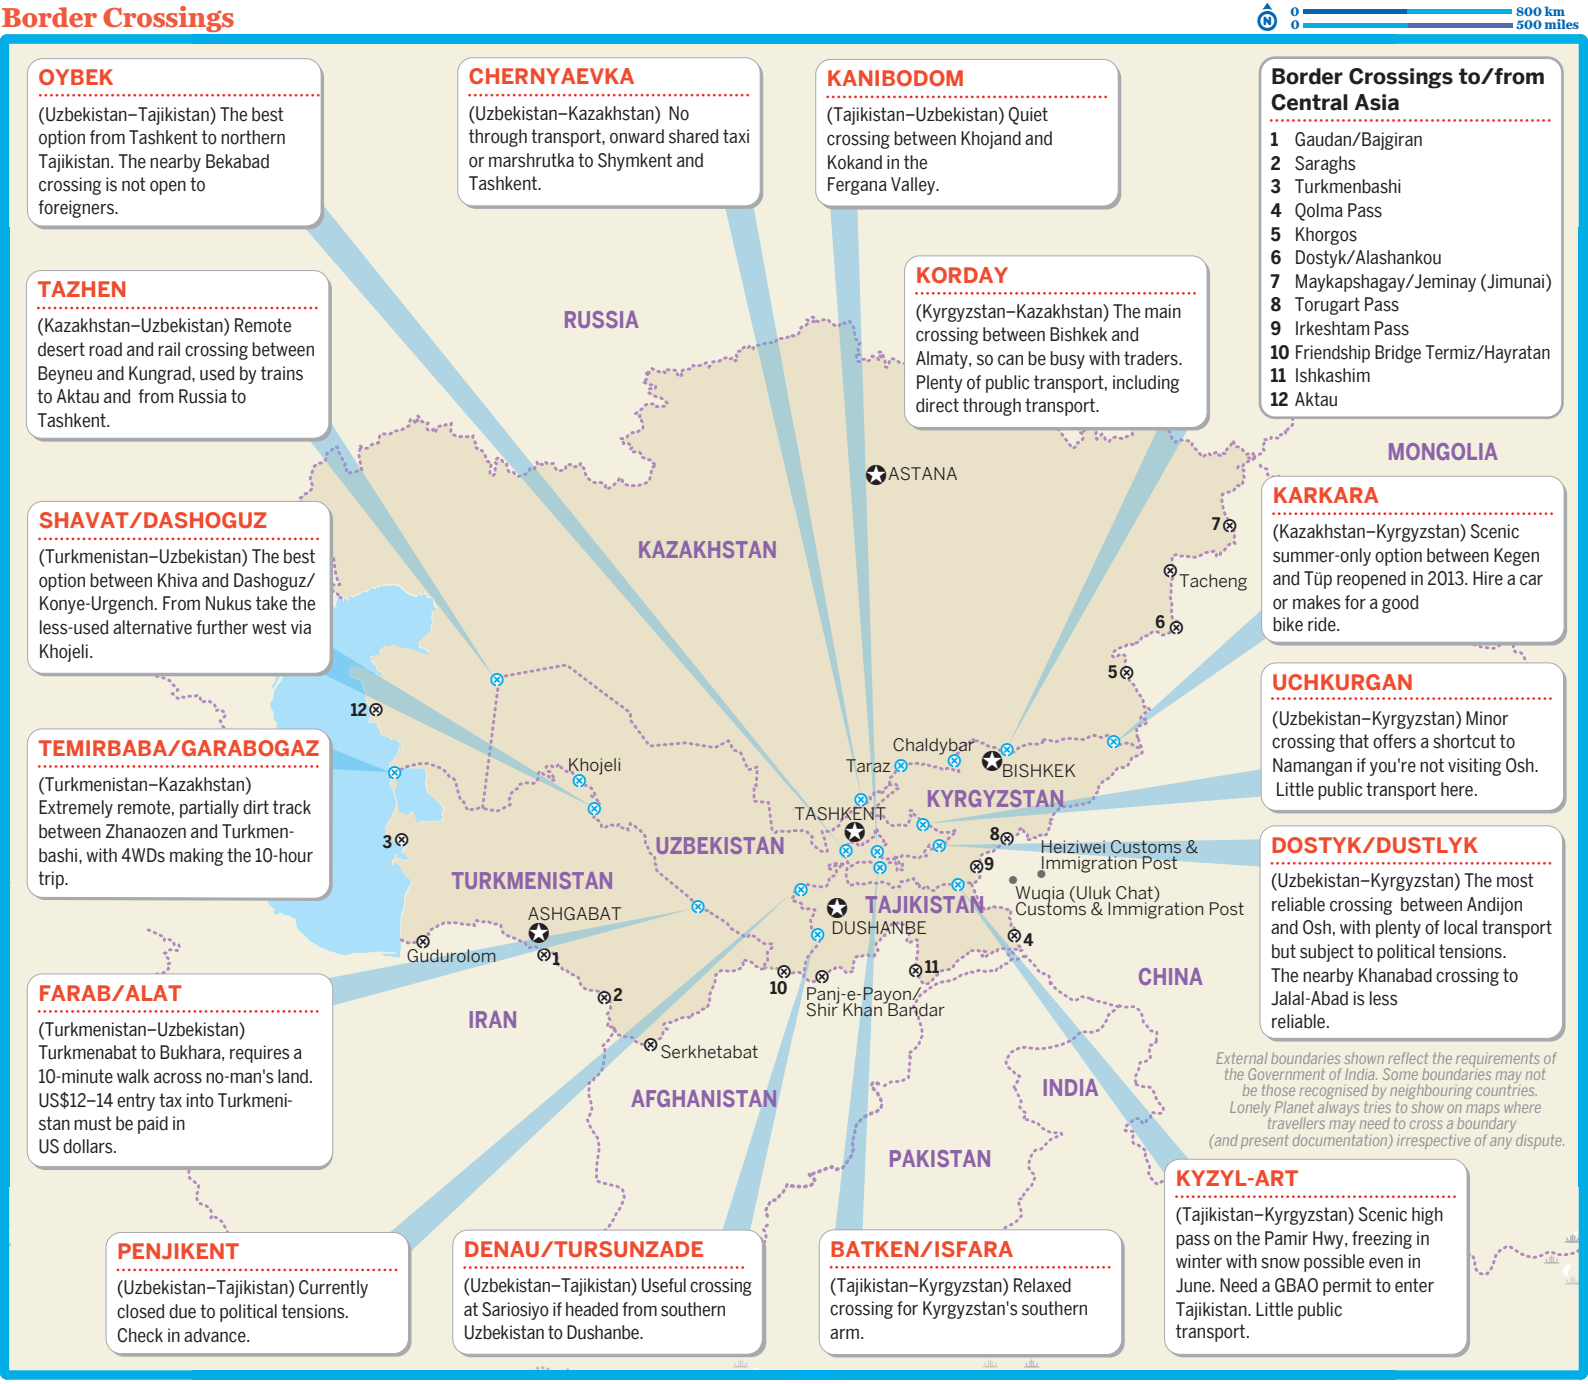 Border Crossings
N
0 800 km
0 500 miles
OYBEK
(Uzbekistan–Tajikistan) The best
option from Tashkent to northern
Tajikistan. The nearby Bekabad
crossing is not open to
foreigners.
CHERNYAEVKA
(Uzbekistan–Kazakhstan) No
through transport, onward shared taxi
or marshrutka to Shymkent and
Tashkent.
KANIBODOM
(Tajikistan–Uzbekistan) Quiet
crossing between Khojand and
Kokand in the
Fergana Valley.
Border Crossings to/from
Central Asia
1 Gaudan/Bajgiran
2 Saraghs
3 Turkmenbashi
4 Qolma Pass
5 Khorgos
6 Dostyk/Alashankou
7 Maykapshagay/Jeminay (Jimunai)
8 Torugart Pass
9 Irkeshtam Pass
10 Friendship Bridge Termiz/Hayratan
11 Ishkashim
12 Aktau
TAZHEN
(Kazakhstan–Uzbekistan) Remote
desert road and rail crossing between
Beyneu and Kungrad, used by trains
to Aktau and from Russia to
Tashkent.
KORDAY
(Kyrgyzstan–Kazakhstan) The main
crossing between Bishkek and
Almaty, so can be busy with traders.
Plenty of public transport, including
direct through transport.
SHAVAT/DASHOGUZ
(Turkmenistan–Uzbekistan) The best
option between Khiva and Dashoguz/
Konye-Urgench. From Nukus take the
less-used alternative further west via
Khojeli.
KARKARA
(Kazakhstan–Kyrgyzstan) Scenic
summer-only option between Kegen
and Tüp reopened in 2013. Hire a car
or makes for a good
bike ride.
TEMIRBABA/GARABOGAZ
(Turkmenistan–Kazakhstan)
Extremely remote, partially dirt track
between Zhanaozen and Turkmen-
bashi, with 4WDs making the 10-hour
trip.
UCHKURGAN
(Uzbekistan–Kyrgyzstan) Minor
crossing that offers a shortcut to
Namangan if you're not visiting Osh.
Little public transport here.
DOSTYK/DUSTLYK
(Uzbekistan–Kyrgyzstan) The most
reliable crossing between Andijon
and Osh, with plenty of local transport
but subject to political tensions.
The nearby Khanabad crossing to
Jalal-Abad is less
reliable.
FARAB/ALAT
(Turkmenistan–Uzbekistan)
Turkmenabat to Bukhara, requires a
10-minute walk across no-man's land.
US$12–14 entry tax into Turkmeni-
stan must be paid in
US dollars.
External boundaries shown reflect the requirements of
the Government of India. Some boundaries may not
be those recognised by neighbouring countries.
Lonely Planet always tries to show on maps where
travellers may need to cross a boundary
(and present documentation) irrespective of any dispute.
KYZYL-ART
(Tajikistan–Kyrgyzstan) Scenic high
pass on the Pamir Hwy, freezing in
winter with snow possible even in
June. Need a GBAO permit to enter
Tajikistan. Little public
transport.
PENJIKENT
(Uzbekistan–Tajikistan) Currently
closed due to political tensions.
Check in advance.
DENAU/TURSUNZADE
(Uzbekistan–Tajikistan) Useful crossing
at Sariosiyo if headed from southern
Uzbekistan to Dushanbe.
BATKEN/ISFARA
(Tajikistan–Kyrgyzstan) Relaxed
crossing for Kyrgyzstan's southern
arm.
RUSSIA
MONGOLIA
ASTANA
KAZAKHSTAN
7
Tacheng
6
5
12
Chaldybar
Taraz
BISHKEK
Khojeli
KYRGYZSTAN
TASHKENT
3
UZBEKISTAN
8
Heiziwei Customs &
Immigration Post
9
TURKMENISTAN
Wuqia (Uluk Chat)
Customs & Immigration Post
TAJIKISTAN
ASHGABAT
DUSHANBE
4
Gudurolom
1
11
10
CHINA
2
Panj-e-Payon/
Shir Khan Bandar
IRAN
Serkhetabat
INDIA
AFGHANISTAN
PAKISTAN